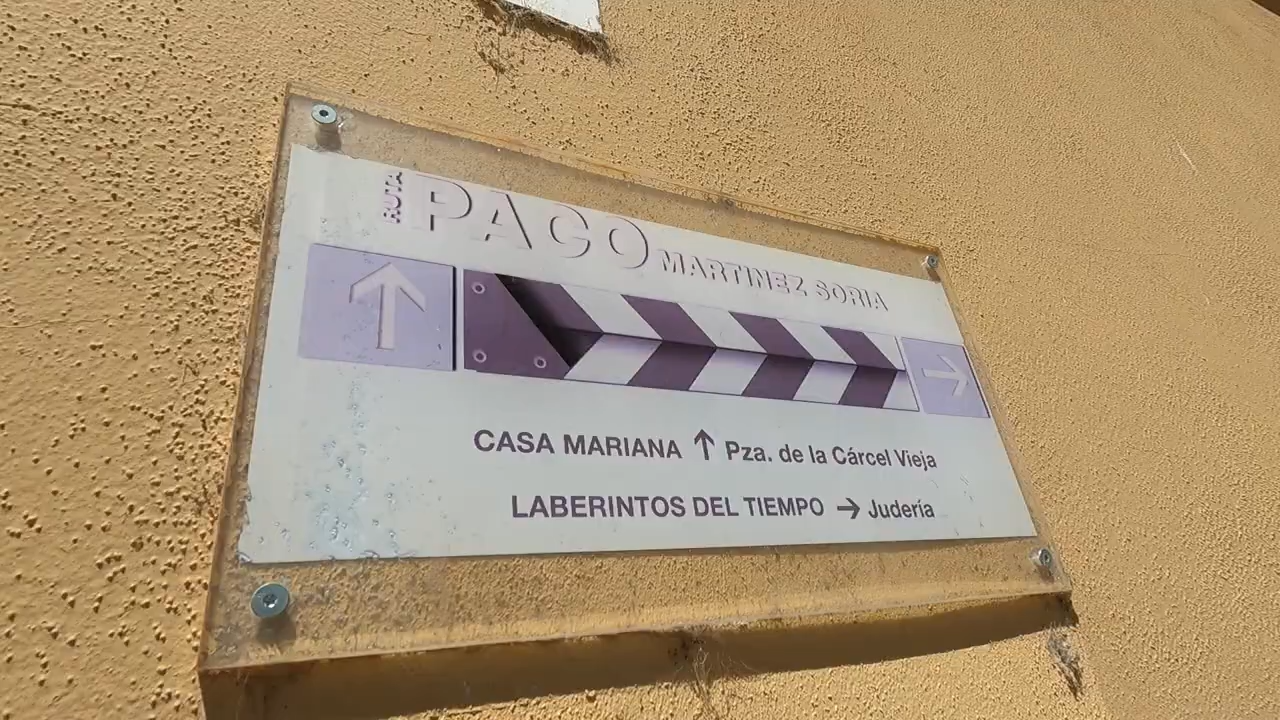 RUTA PACO MARTINEZ SORIA
CASA MARIANA ↑ Pza. de la Cárcel Vieja
LABERINTOS DEL TIEMPO → Judería